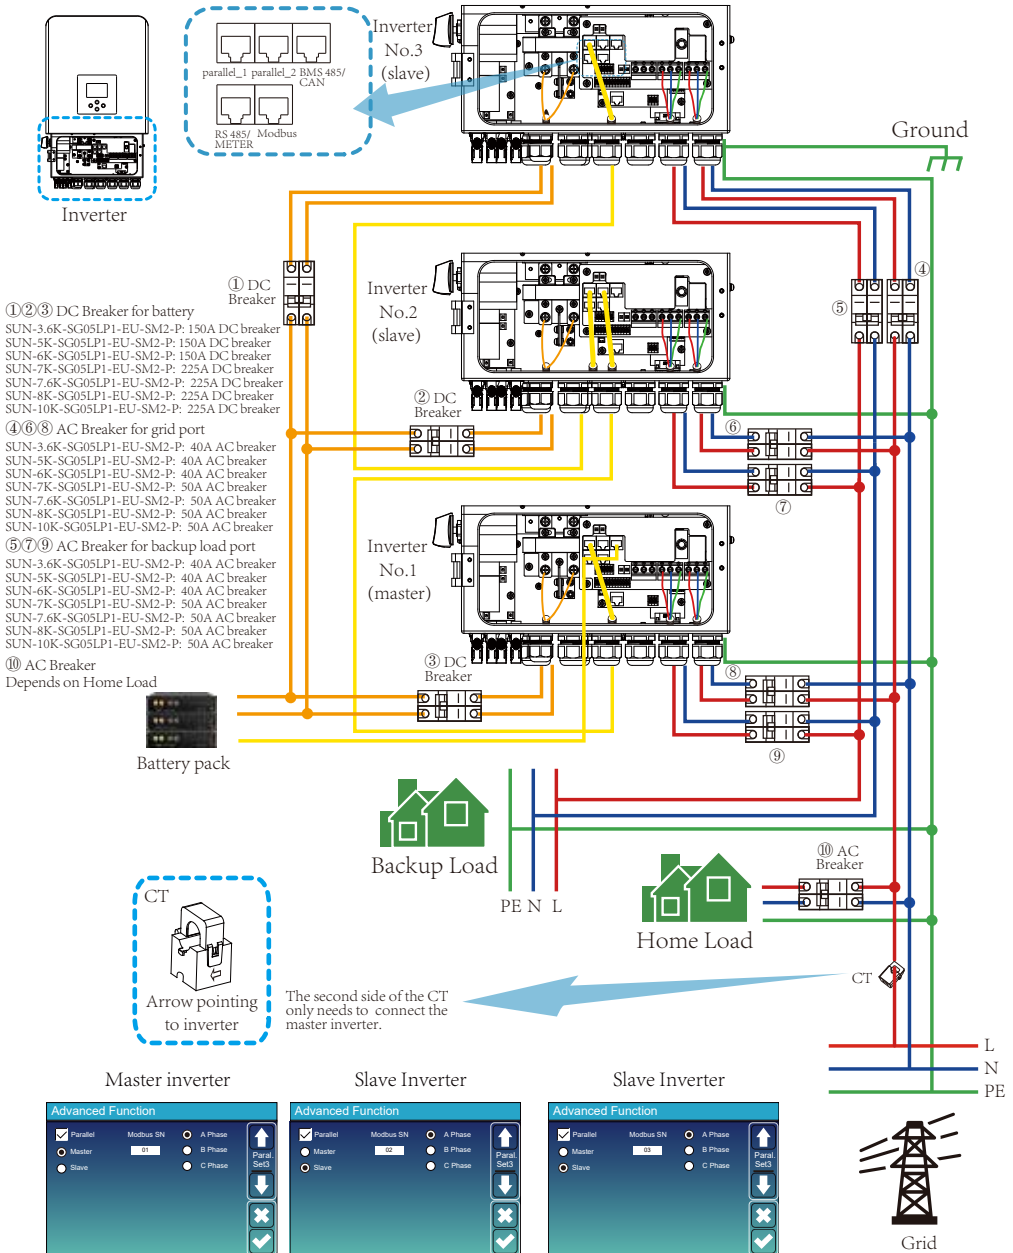 parallel_1 parallel_2 BMS 485/
CAN
RS 485/ Modbus
METER
Inverter
Inverter
No.3
(slave)
Ground
① DC
Breaker
④
⑤
Inverter
No.2
(slave)
①②③ DC Breaker for battery
SUN-3.6K-SG05LP1-EU-SM2-P: 150A DC breaker
SUN-5K-SG05LP1-EU-SM2-P: 150A DC breaker
SUN-6K-SG05LP1-EU-SM2-P: 150A DC breaker
SUN-7K-SG05LP1-EU-SM2-P: 225A DC breaker
SUN-7.6K-SG05LP1-EU-SM2-P: 225A DC breaker
SUN-8K-SG05LP1-EU-SM2-P: 225A DC breaker
SUN-10K-SG05LP1-EU-SM2-P: 225A DC breaker
② DC
Breaker
⑥
⑦
④⑥⑧ AC Breaker for grid port
SUN-3.6K-SG05LP1-EU-SM2-P: 40A AC breaker
SUN-5K-SG05LP1-EU-SM2-P: 40A AC breaker
SUN-6K-SG05LP1-EU-SM2-P: 40A AC breaker
SUN-7K-SG05LP1-EU-SM2-P: 50A AC breaker
SUN-7.6K-SG05LP1-EU-SM2-P: 50A AC breaker
SUN-8K-SG05LP1-EU-SM2-P: 50A AC breaker
SUN-10K-SG05LP1-EU-SM2-P: 50A AC breaker
⑤⑦⑨ AC Breaker for backup load port
SUN-3.6K-SG05LP1-EU-SM2-P: 40A AC breaker
SUN-5K-SG05LP1-EU-SM2-P: 40A AC breaker
SUN-6K-SG05LP1-EU-SM2-P: 40A AC breaker
SUN-7K-SG05LP1-EU-SM2-P: 50A AC breaker
SUN-7.6K-SG05LP1-EU-SM2-P: 50A AC breaker
SUN-8K-SG05LP1-EU-SM2-P: 50A AC breaker
SUN-10K-SG05LP1-EU-SM2-P: 50A AC breaker
⑩ AC Breaker
Depends on Home Load
Inverter
No.1
(master)
③ DC
Breaker
⑧
⑨
Battery pack
Backup Load
PE N L
⑩ AC
Breaker
Home Load
CT
Arrow pointing
to inverter
The second side of the CT
only needs to connect the
master inverter.
CT
L
N
PE
Grid
Master inverter
Advanced Function
Parallel
Master
Slave
Modbus SN
01
A Phase
B Phase
C Phase
Paral.
Set3
Slave Inverter
Advanced Function
Parallel
Master
Slave
Modbus SN
02
A Phase
B Phase
C Phase
Paral.
Set3
Slave Inverter
Advanced Function
Parallel
Master
Slave
Modbus SN
03
A Phase
B Phase
C Phase
Paral.
Set3